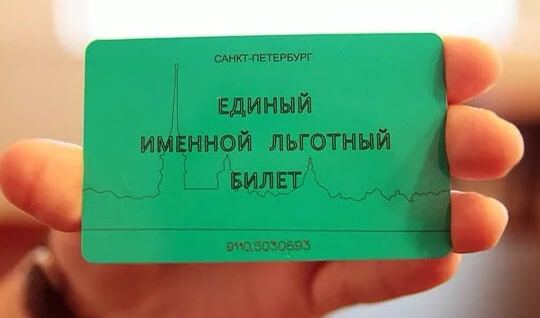 САНКТ-ПЕТЕРБУРГ
ЕДИНЫЙ
ИМЕННОЙ ЛЬГОТНЫЙ
БИЛЕТ
9110.5030693